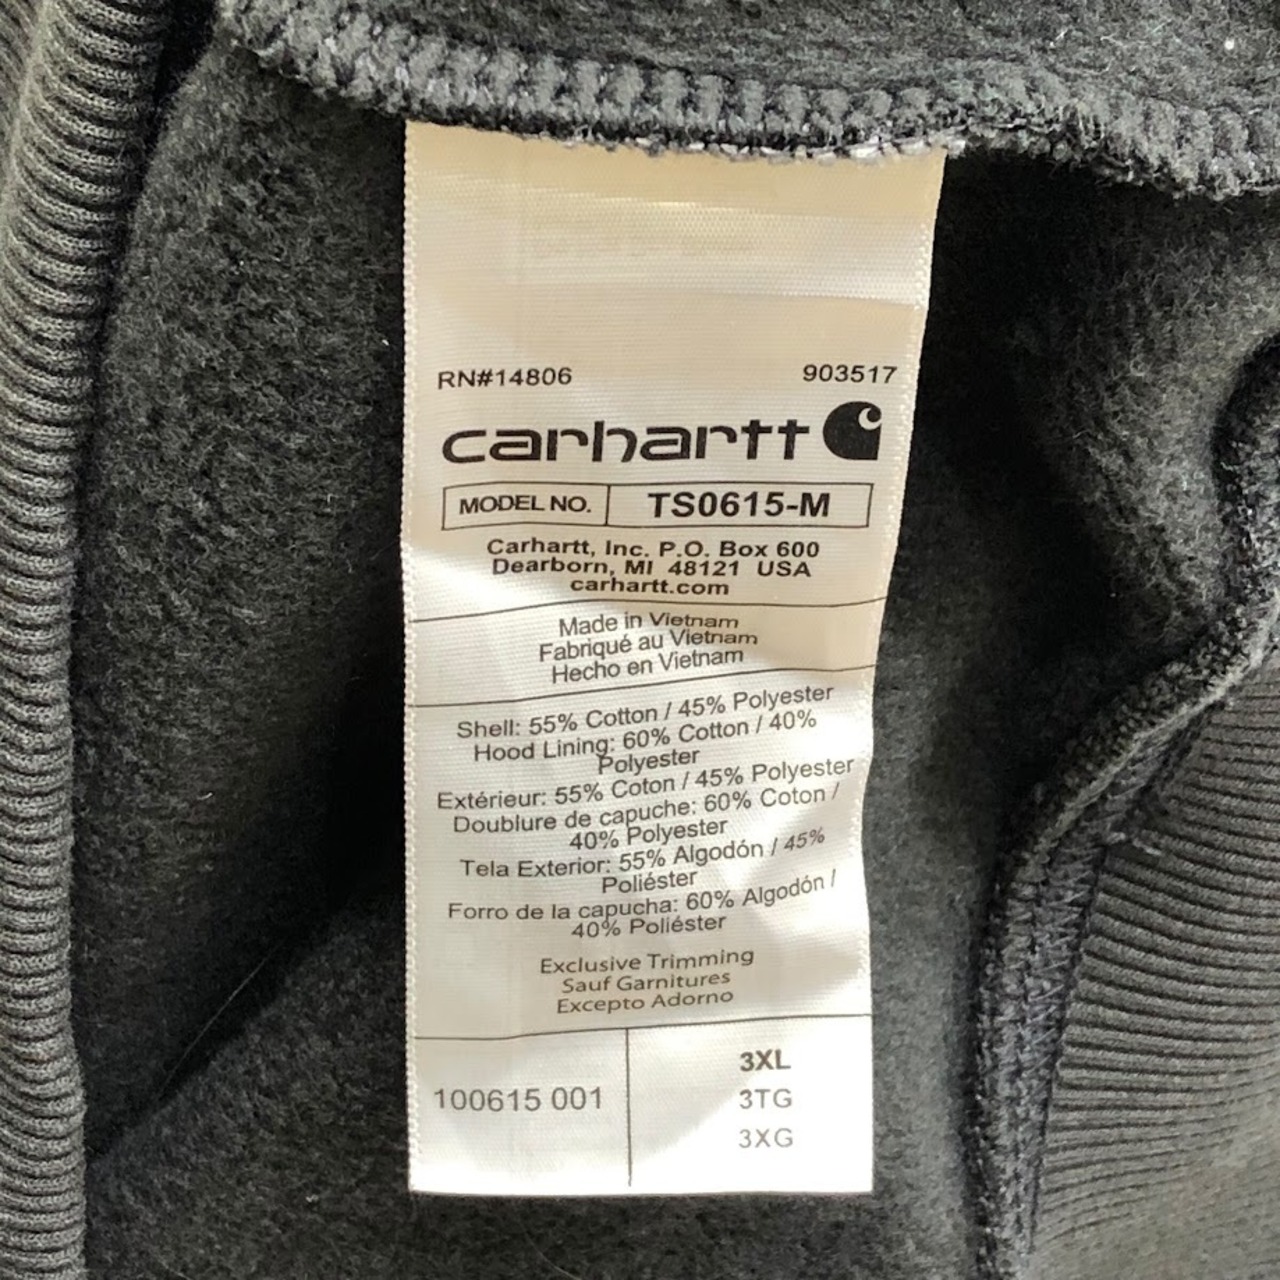 RN#14806 903517
carhartt
MODEL NO. TS0615-M
Carhartt, Inc. P.O. Box 600
Dearborn, MI 48121 USA
carhartt.com
Made in Vietnam
Fabriqué au Vietnam
Hecho en Vietnam
Shell: 55% Cotton / 45% Polyester
Hood Lining: 60% Cotton / 40%
Polyester
Extérieur: 55% Coton / 45% Polyester
Doublure de capuche: 60% Coton /
40% Polyester
Tela Exterior: 55% Algodón / 45%
Poliéster
Forro de la capucha: 60% Algodón /
40% Poliéster
Exclusive Trimming
Sauf Garnitures
Excepto Adorno
100615 001
3XL
3TG
3XG